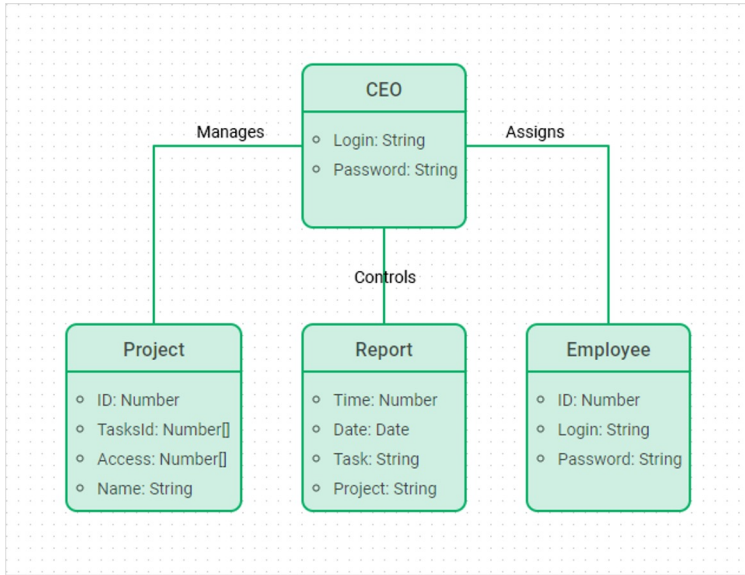 CEO
Login: String
Password: String
Manages
Assigns
Controls
Project
ID: Number
TasksId: Number[]
Access: Number[]
Name: String
Report
Time: Number
Date: Date
Task: String
Project: String
Employee
ID: Number
Login: String
Password: String